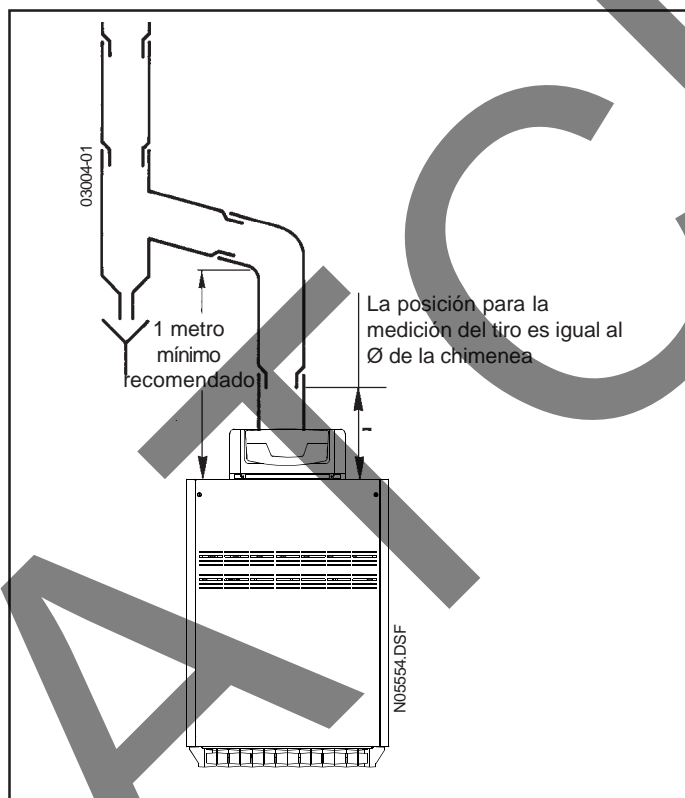 03004-01
La posición para la
medición del tiro es igual al
Ø de la chimenea
1 metro
mínimo
recomendado
N05554.DSF